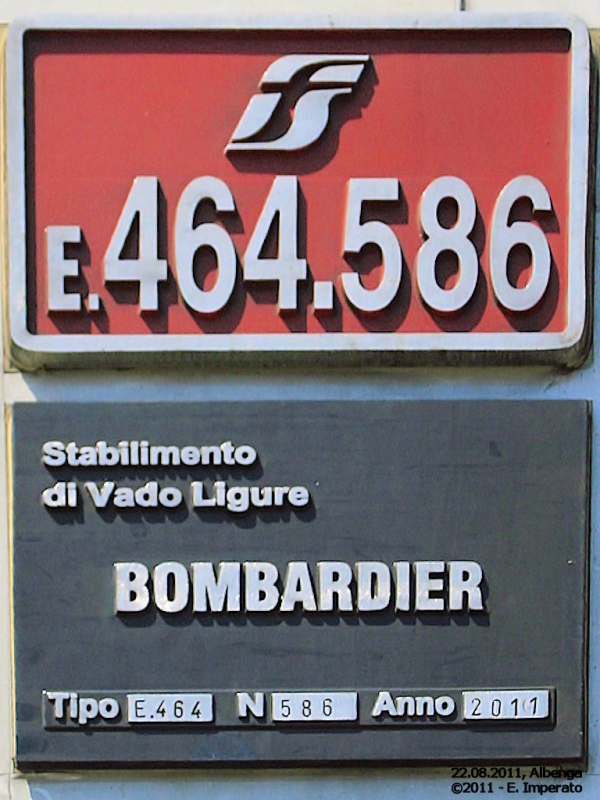 E.464.586
Stabilimento
di Vado Ligure
BOMBARDIER
Tipo E.464 N 586 Anno 2011
22.08.2011, Albenga
©2011 - E. Imperato